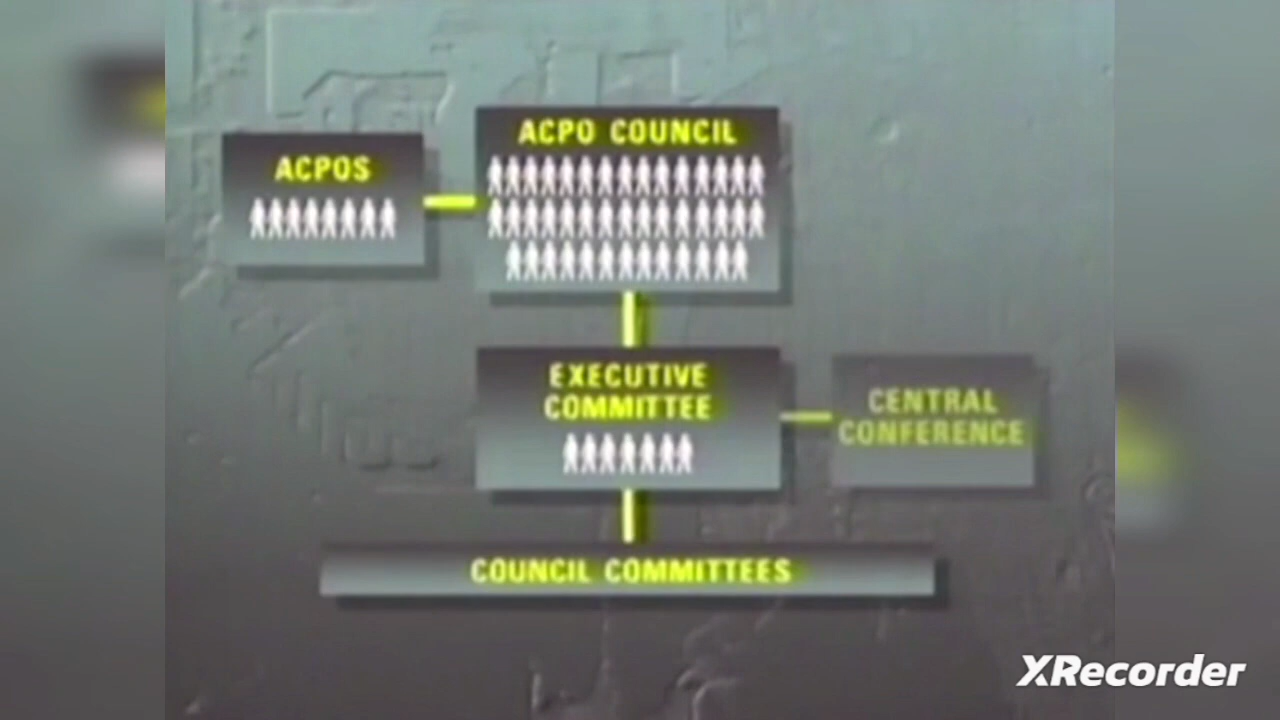 ACPOS
ACPO COUNCIL
EXECUTIVE
COMMITTEE
CENTRAL
CONFERENCE
COUNCIL COMMITTEES
XRecorder